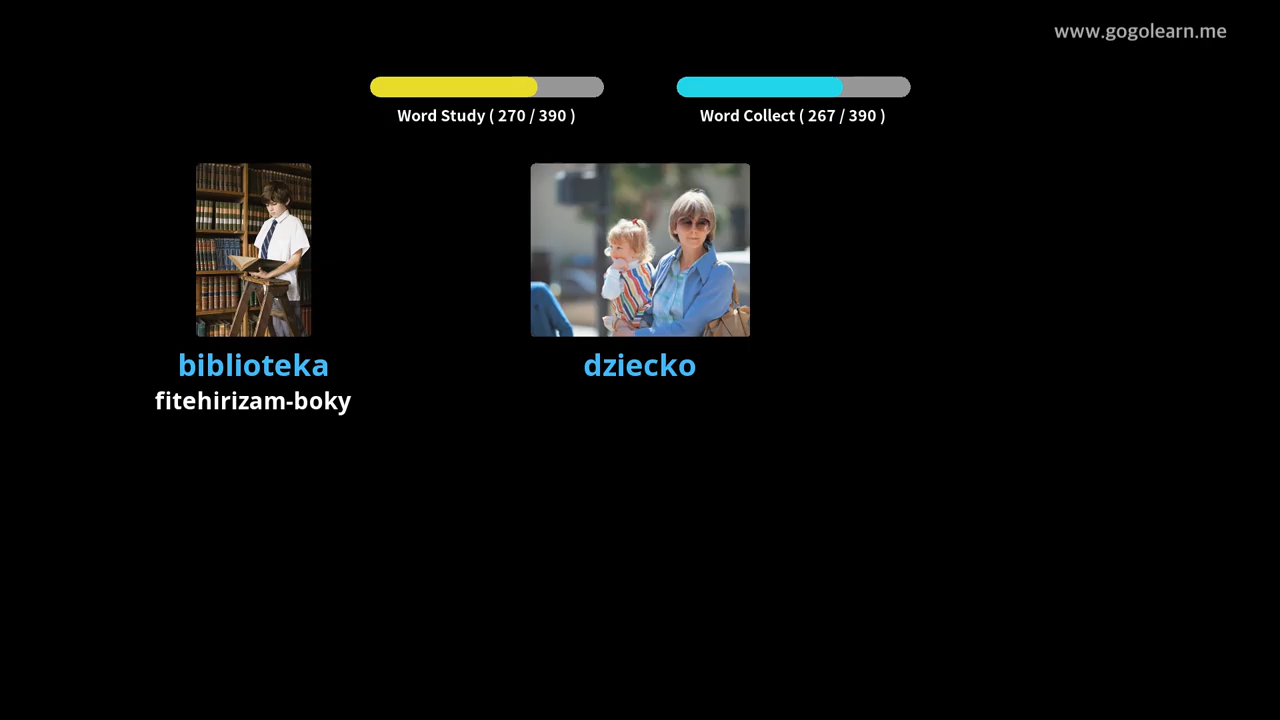 www.gogolearn.me
Word Study ( 270 / 390 )
Word Collect ( 267 / 390 )
biblioteka
fitehirizam-boky
dziecko